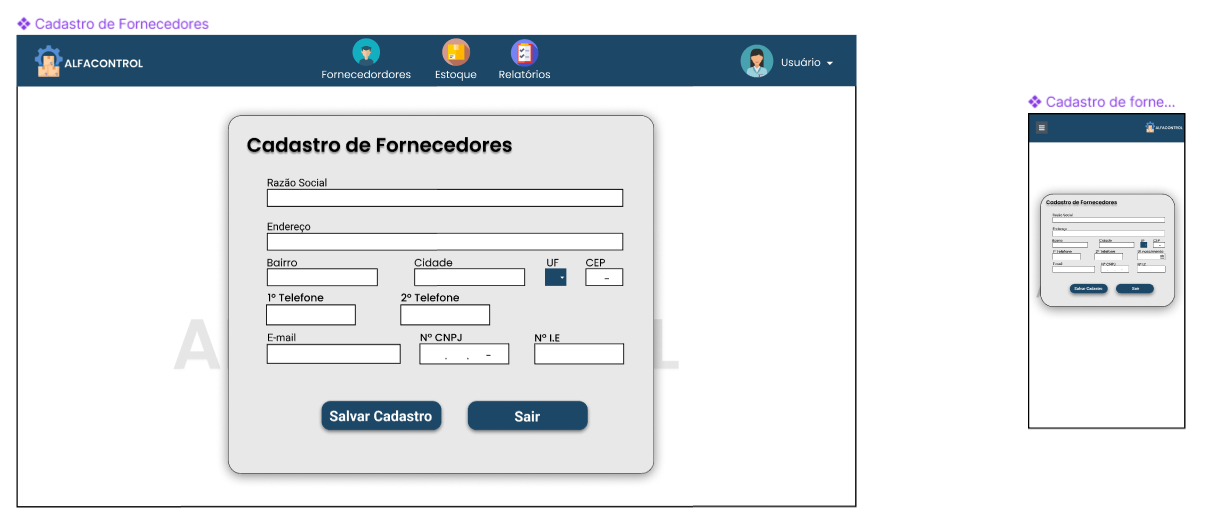 Cadastro de Fornecedores
ALFACONTROL
Fornecedordores
Estoque
Relatórios
Usuário
Cadastro de Fornecedores
Razão Social
Endereço
Bairro Cidade UF CEP
-
1º Telefone 2º Telefone
E-mail Nº CNPJ Nº I.E
. . -
Salvar Cadastro Sair
A L
Cadastro de forne...
ALFACONTROL
Cadastro de Fornecedores
Razão Social
Endereço
Bairro Cidade UF CEP
1º Telefone 2º Telefone
E-mail Nº CNPJ Nº I.E
Salvar Cadastro Sair